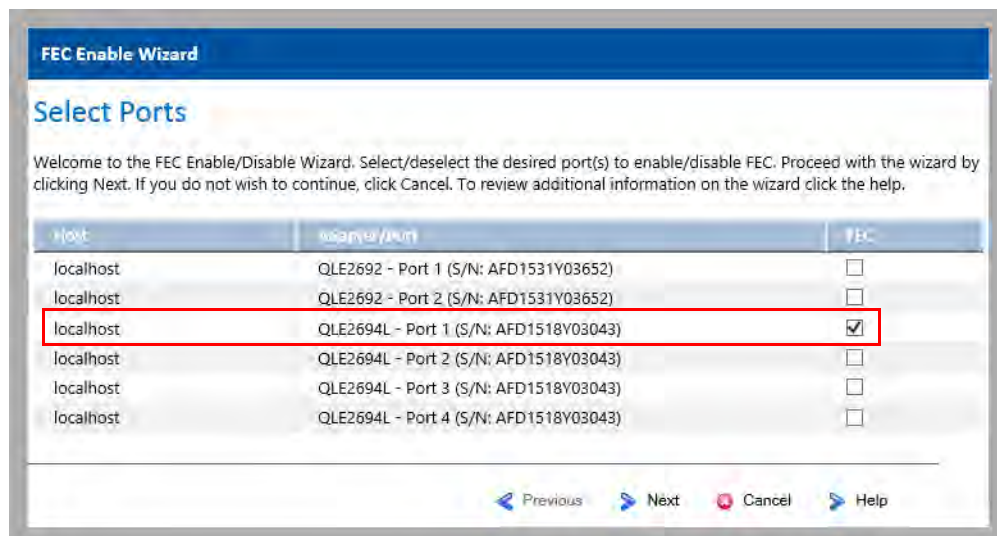 FEC Enable Wizard
Select Ports
Welcome to the FEC Enable/Disable Wizard. Select/deselect the desired port(s) to enable/disable FEC. Proceed with the wizard by
clicking Next. If you do not wish to continue, click Cancel. To review additional information on the wizard click the help.
Host Adapter/Port FEC
localhost QLE2692 - Port 1 (S/N: AFD1531Y03652)
localhost QLE2692 - Port 2 (S/N: AFD1531Y03652)
localhost QLE2694L - Port 1 (S/N: AFD1518Y03043)
localhost QLE2694L - Port 2 (S/N: AFD1518Y03043)
localhost QLE2694L - Port 3 (S/N: AFD1518Y03043)
localhost QLE2694L - Port 4 (S/N: AFD1518Y03043)
Previous Next Cancel Help